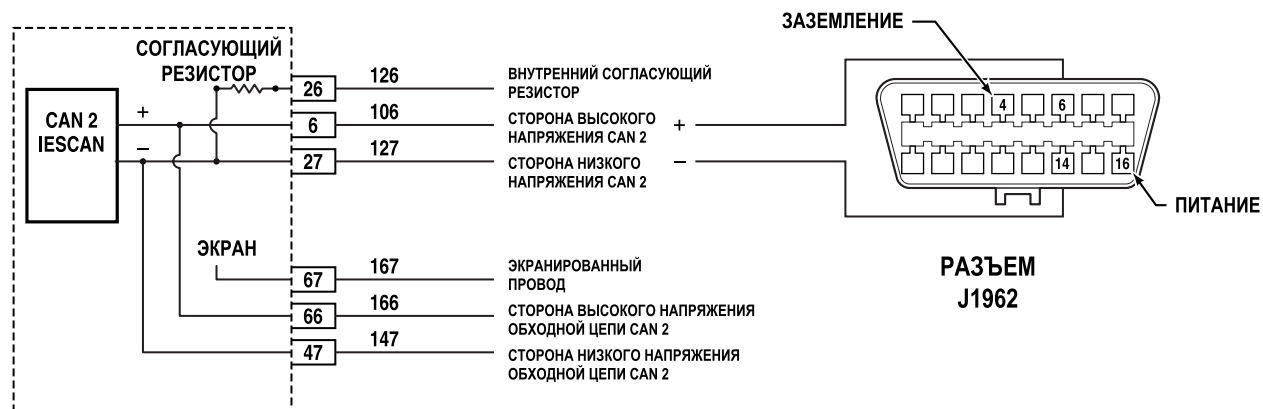 ЗАЗЕМЛЕНИЕ
СОГЛАСУЮЩИЙ
РЕЗИСТОР
CAN 2
IESCAN
+
−
26
126
ВНУТРЕННИЙ СОГЛАСУЮЩИЙ
РЕЗИСТОР
6
106
СТОРОНА ВЫСОКОГО
НАПРЯЖЕНИЯ CAN 2
+
27
127
СТОРОНА НИЗКОГО
НАПРЯЖЕНИЯ CAN 2
−
4
6
14
16
ПИТАНИЕ
РАЗЪЕМ
J1962
ЭКРАН
67
167
ЭКРАНИРОВАННЫЙ
ПРОВОД
66
166
СТОРОНА ВЫСОКОГО НАПРЯЖЕНИЯ
ОБХОДНОЙ ЦЕПИ CAN 2
47
147
СТОРОНА НИЗКОГО НАПРЯЖЕНИЯ
ОБХОДНОЙ ЦЕПИ CAN 2